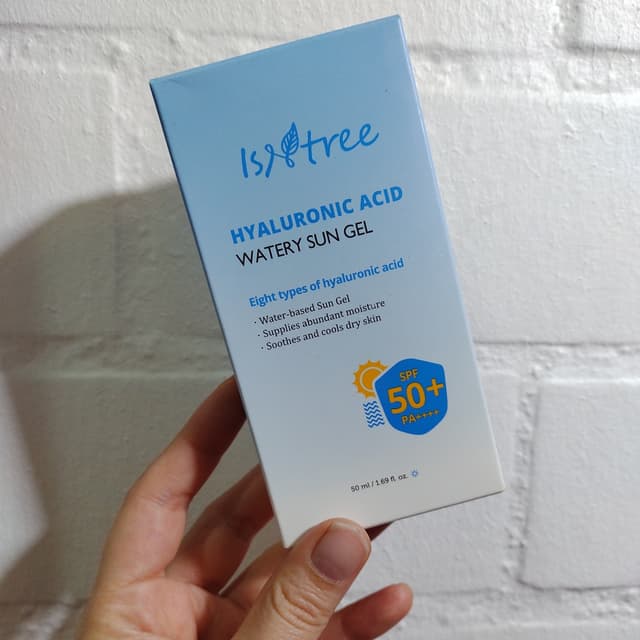 Isntree
HYALURONIC ACID
WATERY SUN GEL
Eight types of hyaluronic acid
· Water-based Sun Gel
· Supplies abundant moisture
· Soothes and cools dry skin
SPF
50+
PA++++
50 ml / 1.69 fl. oz.